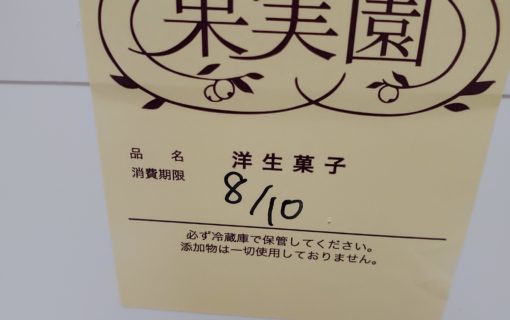 果実園
品名 洋生菓子
消費期限 8/10
必ず冷蔵庫で保管してください。
添加物は一切使用しておりません。